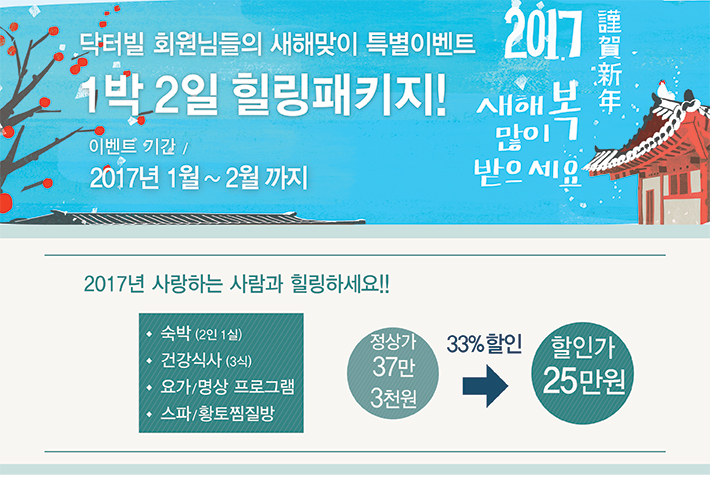 닥터빌 회원님들의 새해맞이 특별이벤트
1박 2일 힐링패키지!
이벤트 기간 /
2017년 1월 ~ 2월 까지
2017
謹賀新年
새해 복
많이
받으세요
2017년 사랑하는 사람과 힐링하세요!!
◆ 숙박 (2인 1실)
◆ 건강식사 (3식)
◆ 요가/명상 프로그램
◆ 스파/황토찜질방
정상가
37만
3천원
33% 할인
할인가
25만원